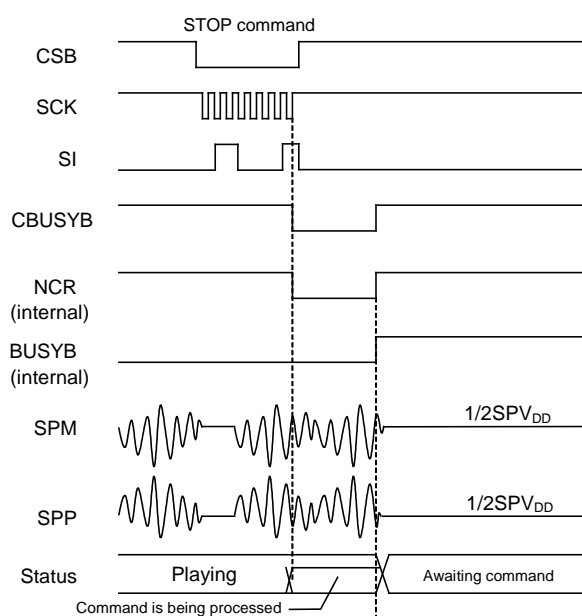 STOP command
CSB
SCK
SI
CBUSYB
NCR
(internal)
BUSYB
(internal)
SPM
1/2SPVDD
SPP
1/2SPVDD
Status
Playing
Awaiting command
Command is being processed